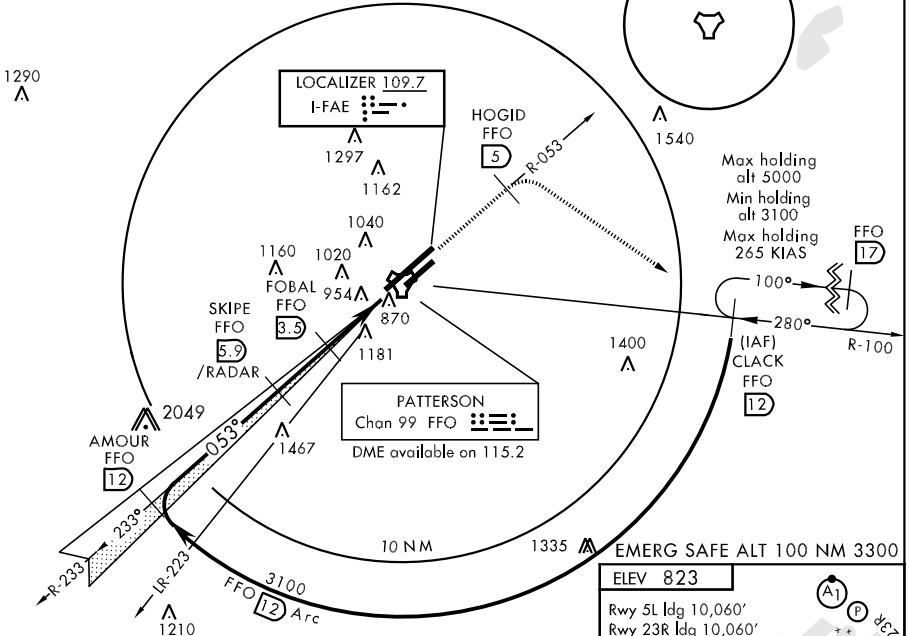 1290
LOCALIZER 109.7
I-FAE
1297
1162
HOGID
FFO
5
R-053
1540
Max holding
alt 5000
Min holding
alt 3100
Max holding
265 KIAS
FFO
17
1040
1160
1020
954
FOBAL
FFO
3.5
870
SKIPE
FFO
5.9
/RADAR
1181
100°
280°
R-100
(IAF)
CLACK
FFO
12
1400
PATTERSON
Chan 99 FFO
DME available on 115.2
2049
AMOUR
FFO
12
053°
1467
233°
R-233
LR-223
10 NM
1335
3100
FFO 12 Arc
1210
EMERG SAFE ALT 100 NM 3300
ELEV 823
Rwy 5L ldg 10,060'
Rwy 23R ldg 10,060'
A1
P
23R